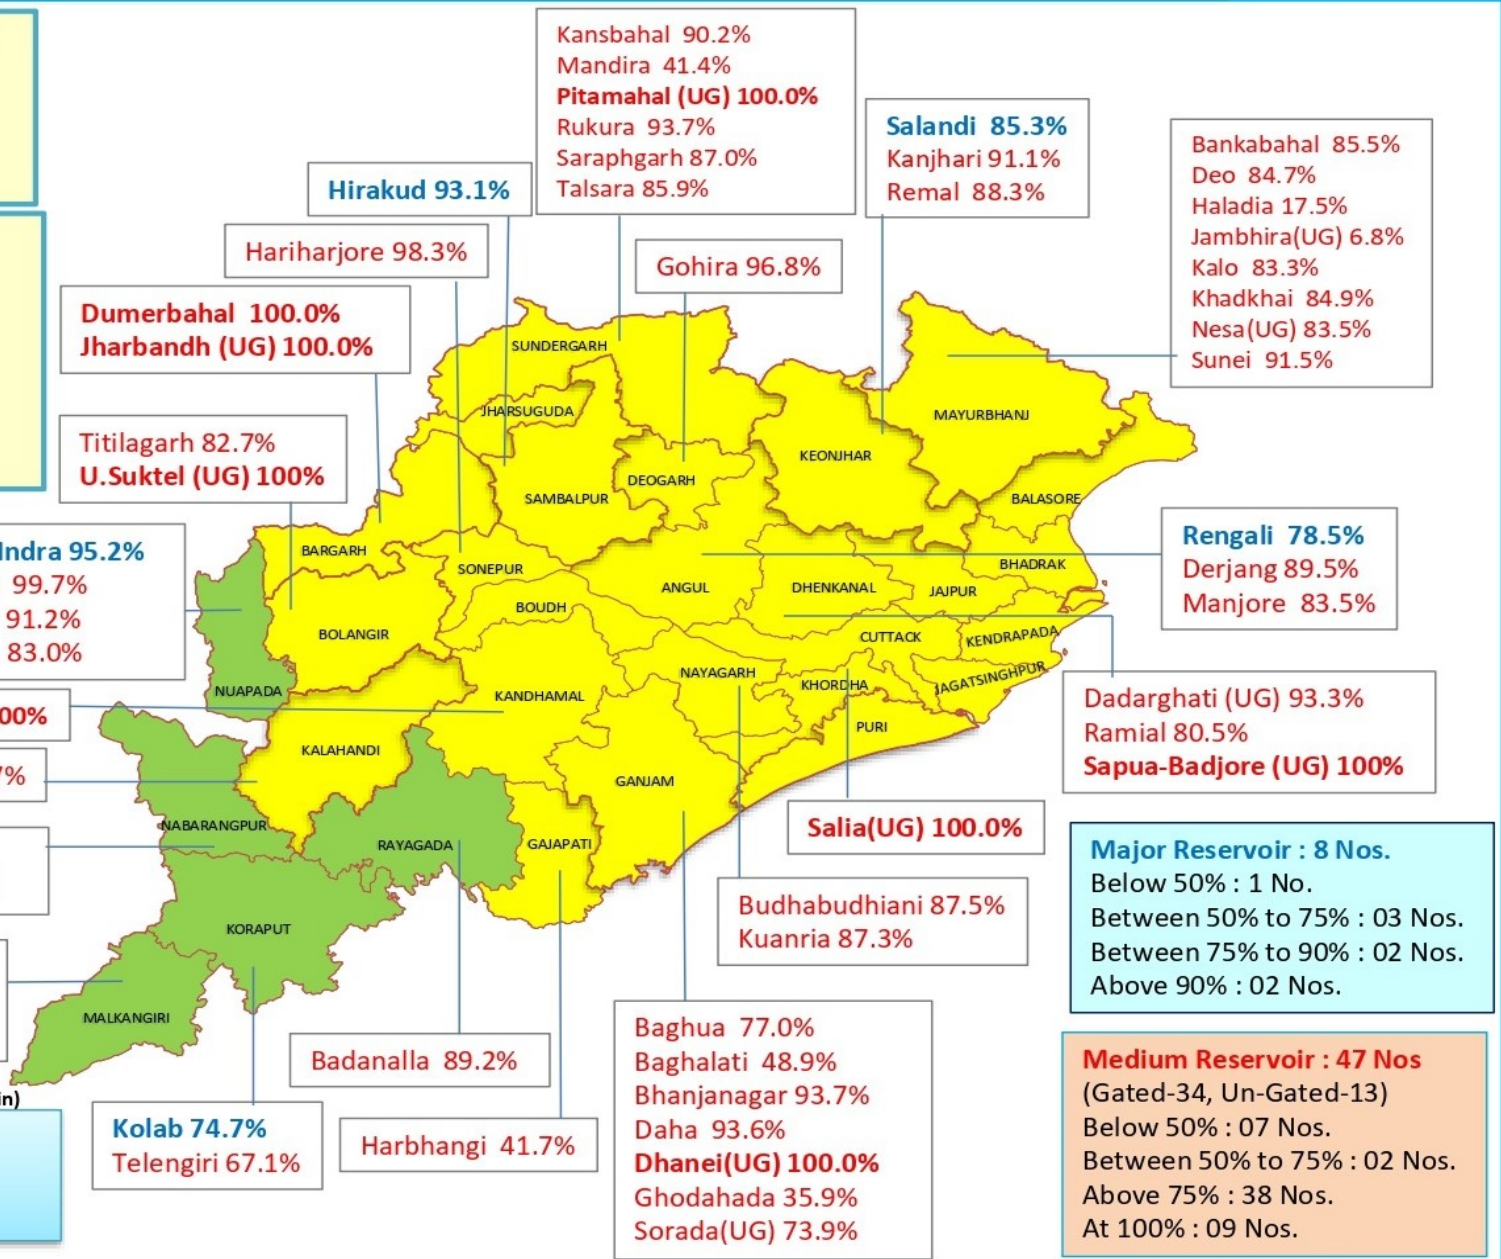 Kansbahal 90.2%
Mandira 41.4%
Pitamahal (UG) 100.0%
Rukura 93.7%
Saraphgarh 87.0%
Talsara 85.9%
Salandi 85.3%
Kanjhari 91.1%
Remal 88.3%
Bankabahal 85.5%
Deo 84.7%
Haladia 17.5%
Jambhira(UG) 6.8%
Kalo 83.3%
Khadkhai 84.9%
Nesa(UG) 83.5%
Sunei 91.5%
Hirakud 93.1%
Hariharjore 98.3%
Gohira 96.8%
Dumerbahal 100.0%
Jharbandh (UG) 100.0%
Titilagarh 82.7%
U.Suktel (UG) 100%
Indra 95.2%
99.7%
91.2%
83.0%
00%
7%
SUNDERGARH
JHARSUGUDA
MAYURBHANJ
KEONJHAR
DEOGARH
SAMBALPUR
BALASORE
BARGARH
SONEPUR
BHADRAK
ANGUL
DHENKANAL
JAJPUR
BOUDH
BOLANGIR
CUTTACK
KENDRAPADA
NAYAGARH
KHORDHA
JAGATSINGHPUR
NUAPADA
KANDHAMAL
PURI
KALAHANDI
GANJAM
NABARANGPUR
RAYAGADA
GAJAPATI
KORAPUT
MALKANGIRI
Rengali 78.5%
Derjang 89.5%
Manjore 83.5%
Dadarghati (UG) 93.3%
Ramial 80.5%
Sapua-Badjore (UG) 100%
Salia(UG) 100.0%
Budhabudhiani 87.5%
Kuanria 87.3%
Major Reservoir : 8 Nos.
Below 50% : 1 No.
Between 50% to 75% : 03 Nos.
Between 75% to 90% : 02 Nos.
Above 90% : 02 Nos.
Badanalla 89.2%
in)
Kolab 74.7%
Telengiri 67.1%
Harbhangi 41.7%
Baghua 77.0%
Baghalati 48.9%
Bhanjanagar 93.7%
Daha 93.6%
Dhanei(UG) 100.0%
Ghodahada 35.9%
Sorada(UG) 73.9%
Medium Reservoir : 47 Nos
(Gated-34, Un-Gated-13)
Below 50% : 07 Nos.
Between 50% to 75% : 02 Nos.
Above 75% : 38 Nos.
At 100% : 09 Nos.